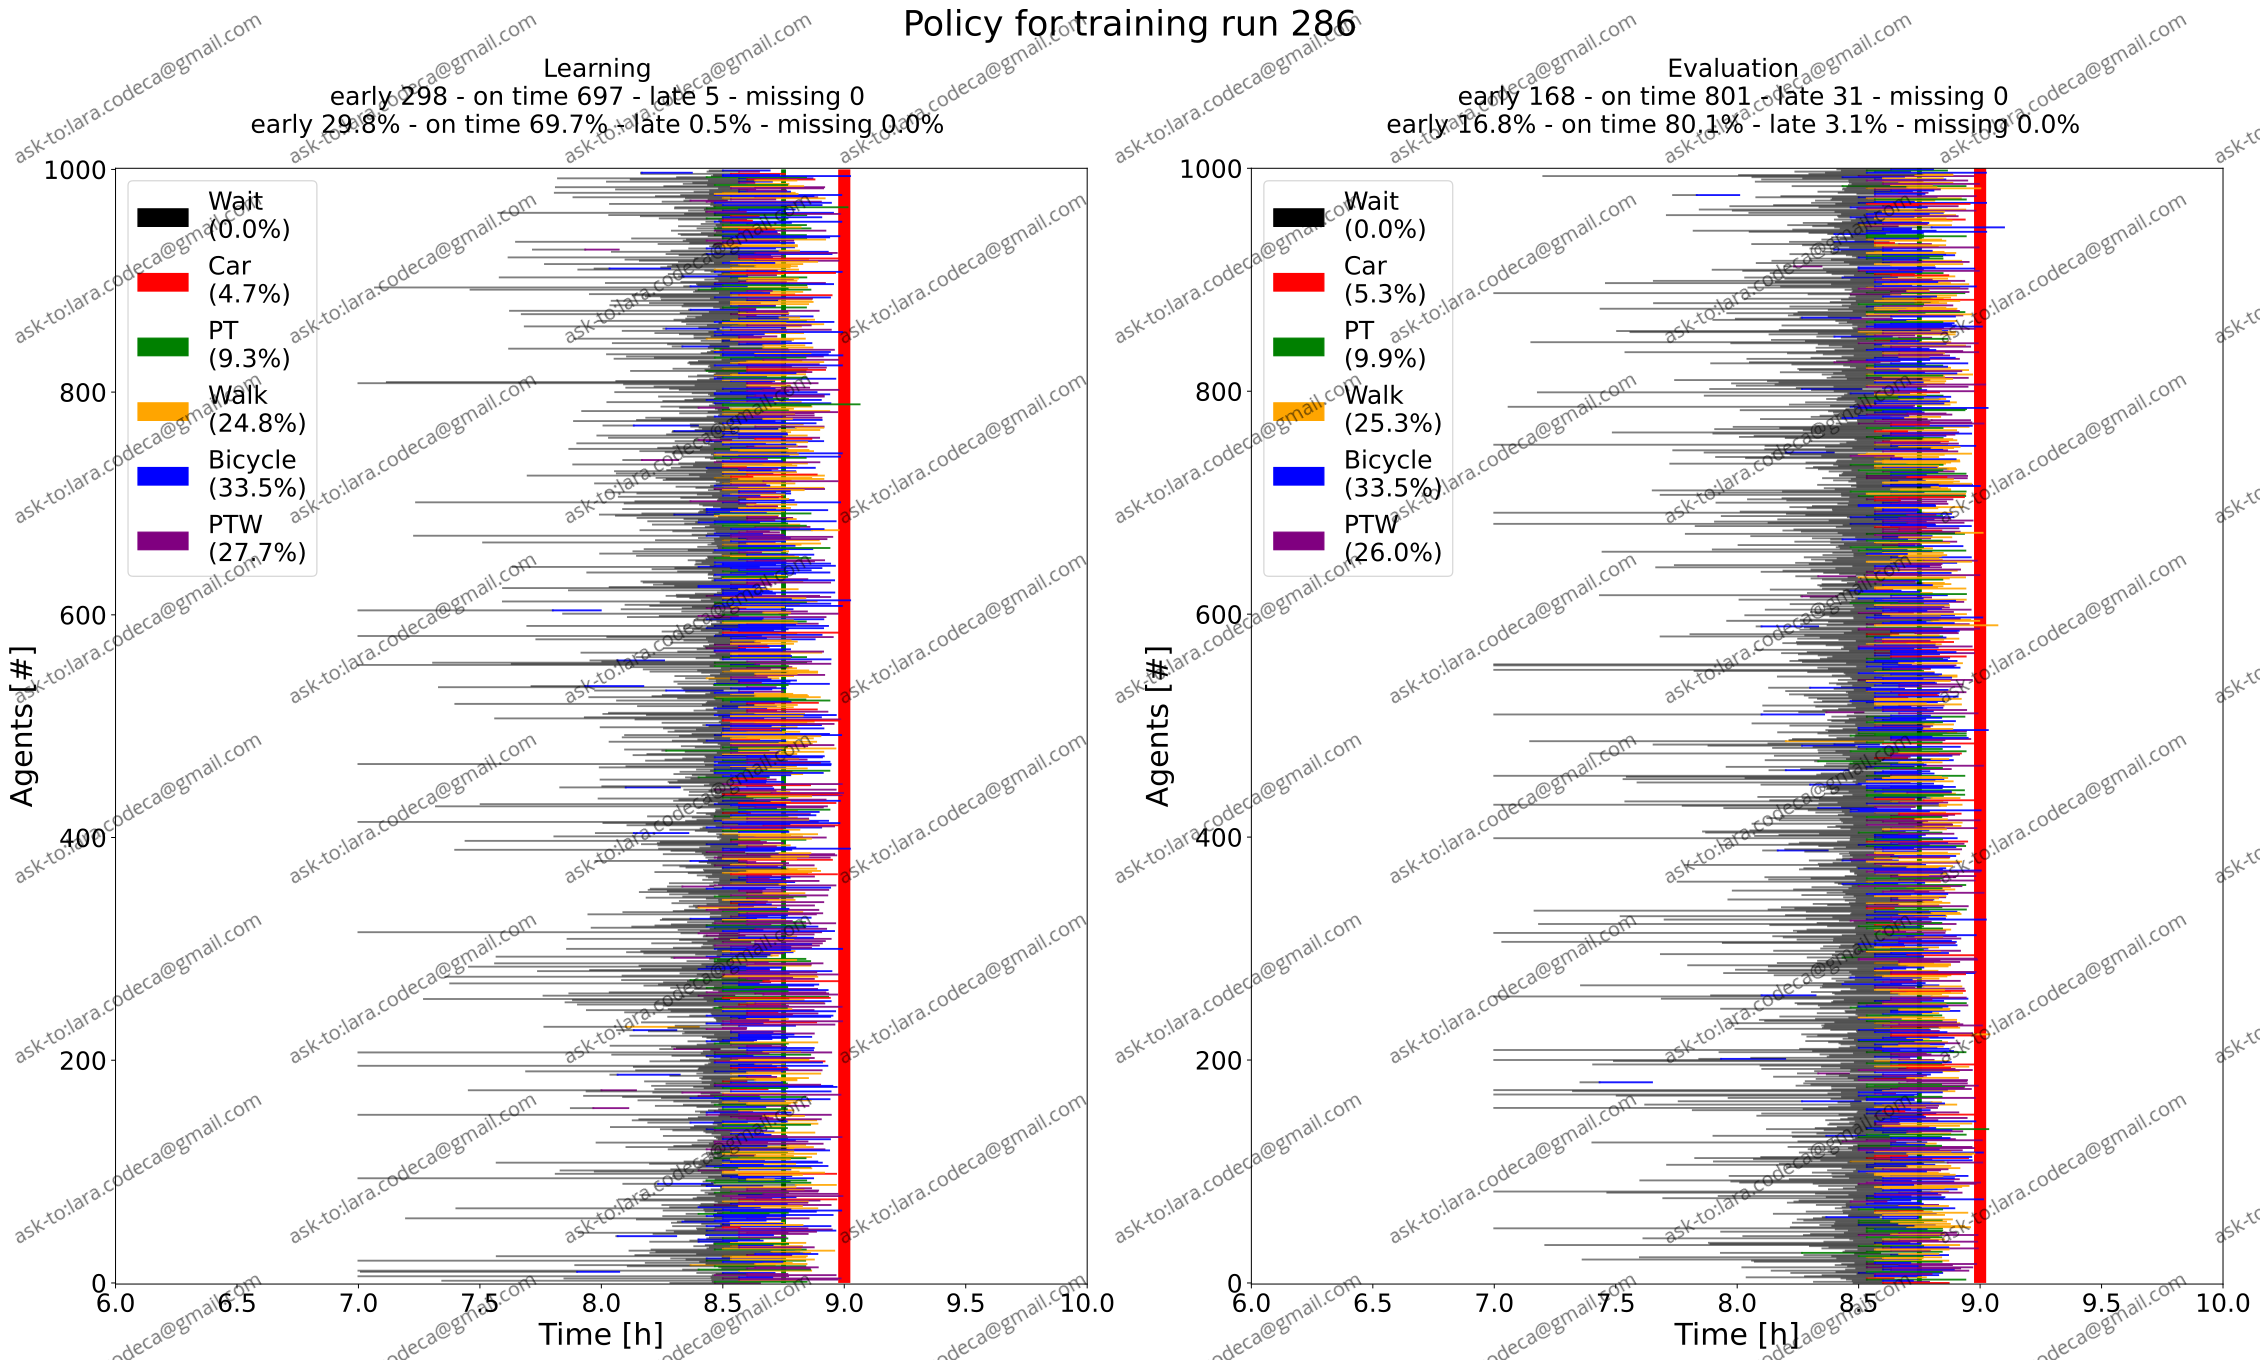 Policy for training run 286
Learning
early 298 - on time 697 - late 5 - missing 0
early 29.8% - on time 69.7% - late 0.5% - missing 0.0%
1000
800
600
400
200
0
Agents [#]
Wait
(0.0%)
Car
(4.7%)
PT
(9.3%)
Walk
(24.8%)
Bicycle
(33.5%)
PTW
(27.7%)
6.0 6.5 7.0 7.5 8.0 8.5 9.0 9.5 10.0
Time [h]
Evaluation
early 168 - on time 801 - late 31 - missing 0
early 16.8% - on time 80.1% - late 3.1% - missing 0.0%
1000
800
600
400
200
0
Agents [#]
Wait
(0.0%)
Car
(5.3%)
PT
(9.9%)
Walk
(25.3%)
Bicycle
(33.5%)
PTW
(26.0%)
6.0 6.5 7.0 7.5 8.0 8.5 9.0 9.5 10.0
Time [h]
ask-to:lara.codeca@gmail.com